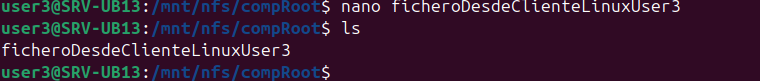 user3@SRV-UB13:/mnt/nfs/compRoot$ nano ficheroDesdeClienteLinuxUser3
user3@SRV-UB13:/mnt/nfs/compRoot$ ls
ficheroDesdeClienteLinuxUser3
user3@SRV-UB13:/mnt/nfs/compRoot$